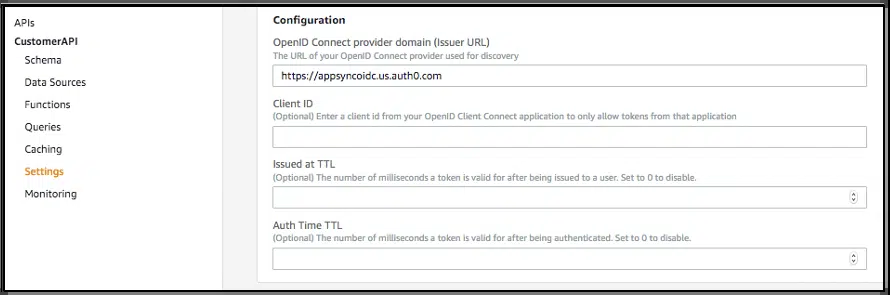 APIs
CustomerAPI
Schema
Data Sources
Functions
Queries
Caching
Settings
Monitoring
Configuration
OpenID Connect provider domain (Issuer URL)
The URL of your OpenID Connect provider used for discovery
https://appsyncoidc.us.auth0.com
Client ID
(Optional) Enter a client id from your OpenID Client Connect application to only allow tokens from that application
Issued at TTL
(Optional) The number of milliseconds a token is valid for after being issued to a user. Set to 0 to disable.
Auth Time TTL
(Optional) The number of milliseconds a token is valid for after being authenticated. Set to 0 to disable.